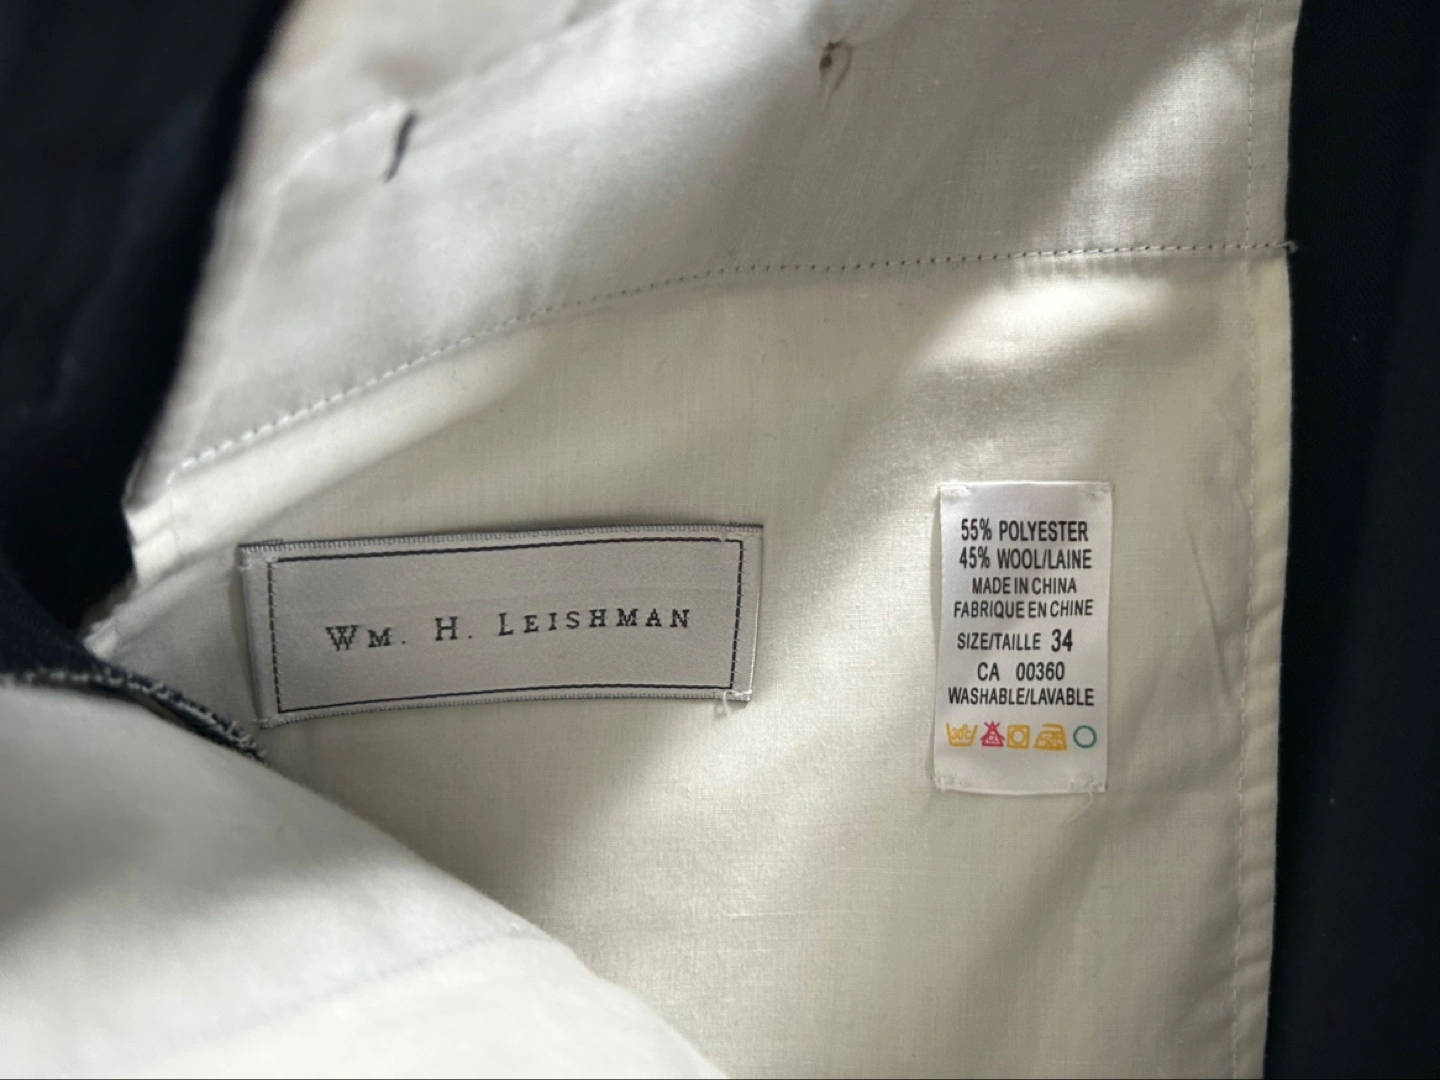 WM. H. LEISHMAN
55% POLYESTER
45% WOOL/LAINE
MADE IN CHINA
FABRIQUE EN CHINE
SIZE/TAILLE 34
CA 00360
WASHABLE/LAVABLE